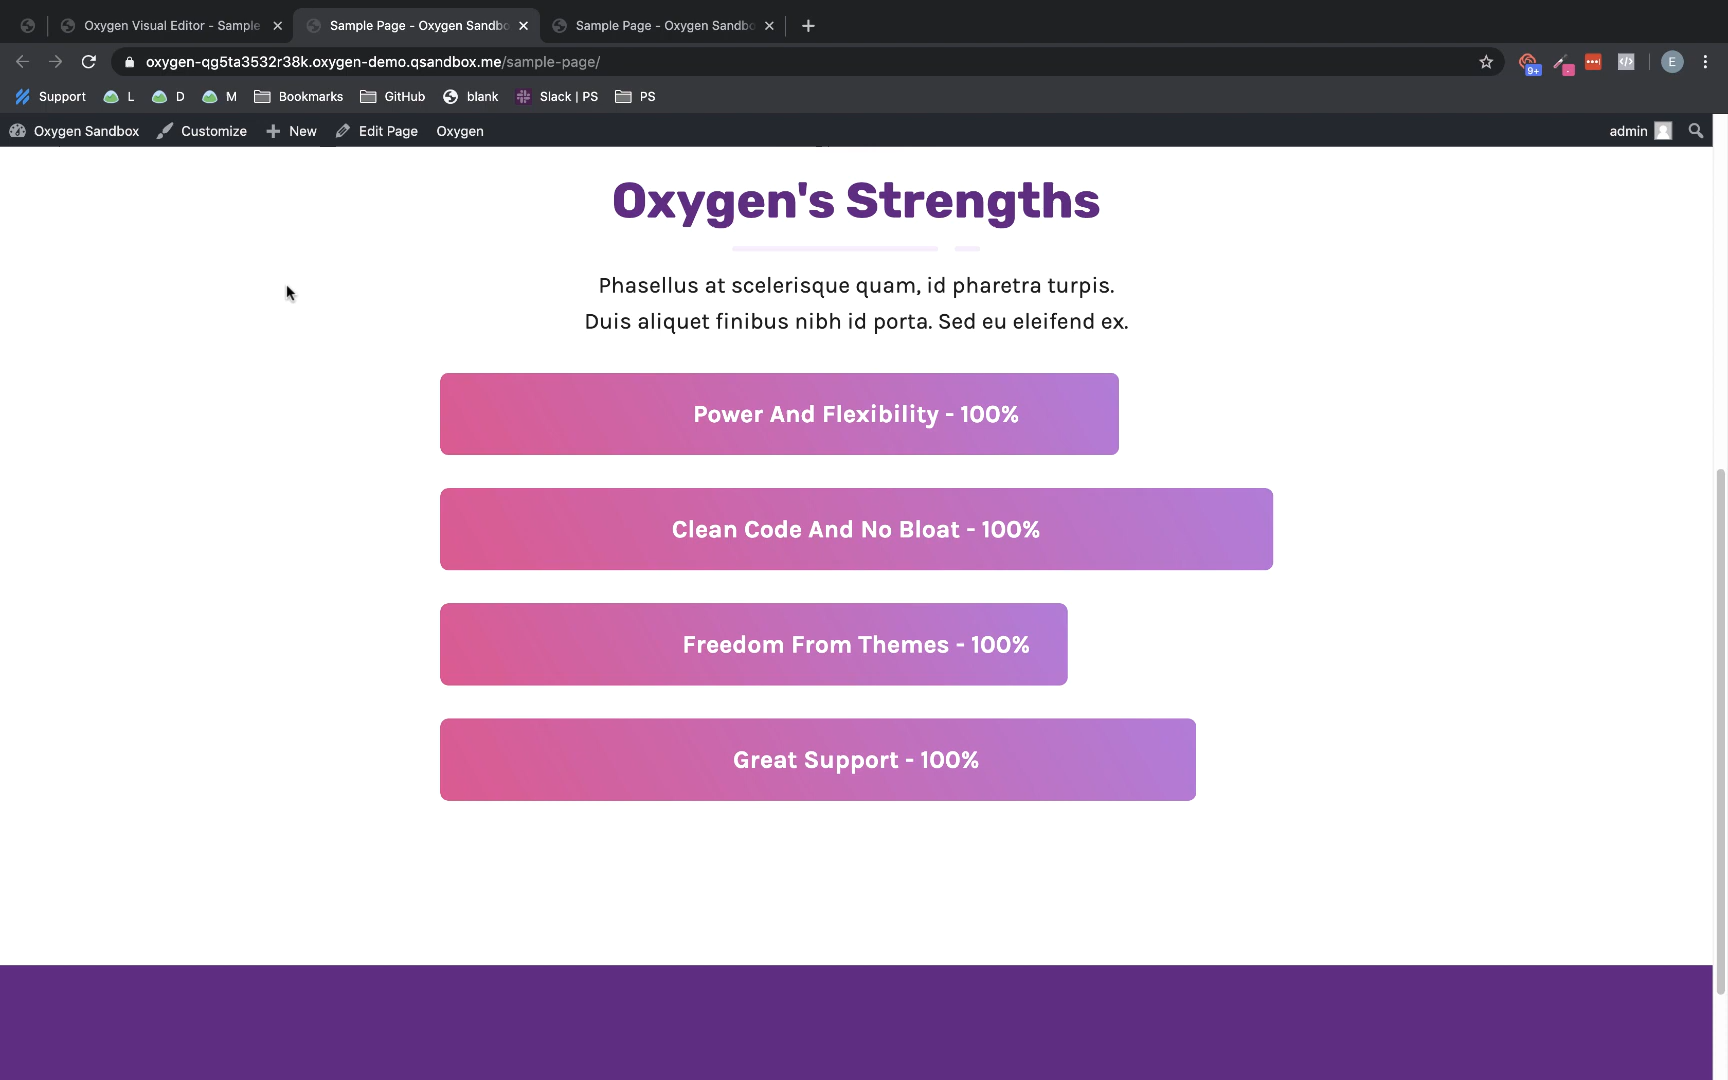 Oxygen Visual Editor - Sample
Sample Page - Oxygen Sandbo
Sample Page - Oxygen Sandbo
oxygen-qg5ta3532r38k.oxygen-demo.qsandbox.me/sample-page/
9+
E
Support
L
D
M
Bookmarks
GitHub
blank
Slack | PS
PS
Oxygen Sandbox
Customize
New
Edit Page
Oxygen
admin
Oxygen's Strengths
Phasellus at scelerisque quam, id pharetra turpis.
Duis aliquet finibus nibh id porta. Sed eu eleifend ex.
Power And Flexibility - 100%
Clean Code And No Bloat - 100%
Freedom From Themes - 100%
Great Support - 100%